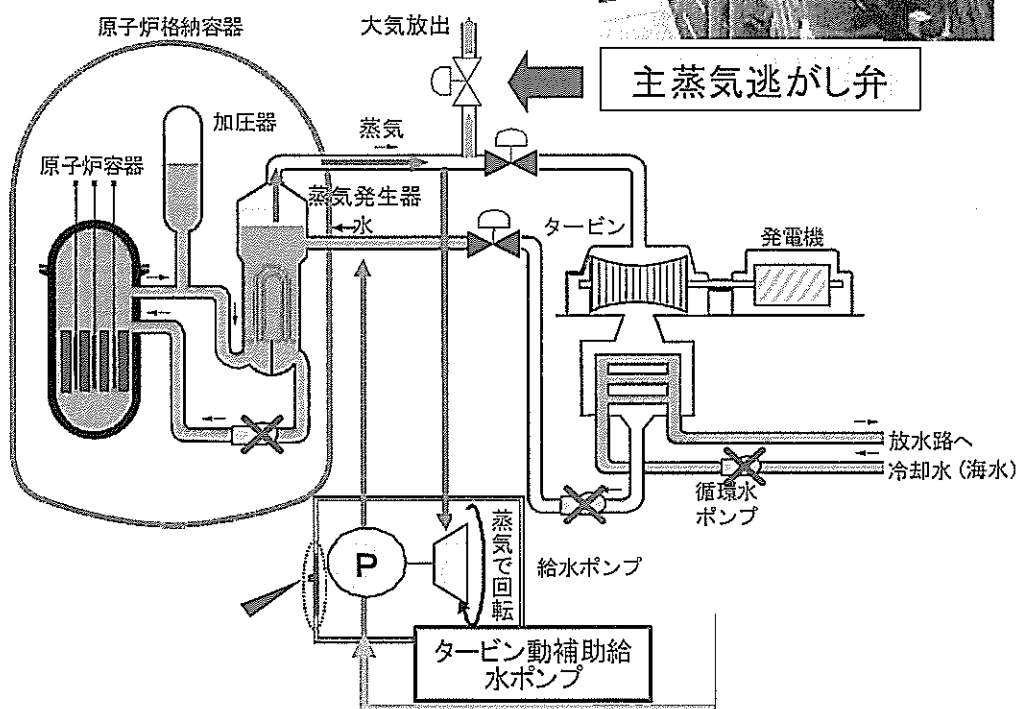 原子炉格納容器
大気放出
主蒸気逃がし弁
加圧器
蒸気
原子炉容器
蒸気発生器
水
タービン
発電機
放水路へ
冷却水(海水)
循環水
ポンプ
P
蒸気で回転
給水ポンプ
タービン動補助給
水ポンプ